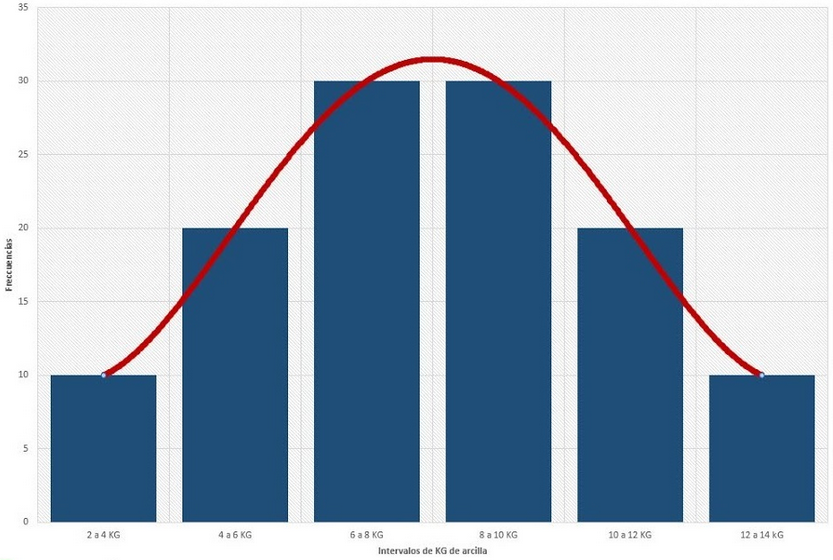 35
30
25
20
15
10
5
0
Freccuencias
2 a 4 KG
4 a 6 KG
6 a 8 KG
8 a 10 KG
10 a 12 KG
12 a 14 kG
Intervalos de KG de arcilla